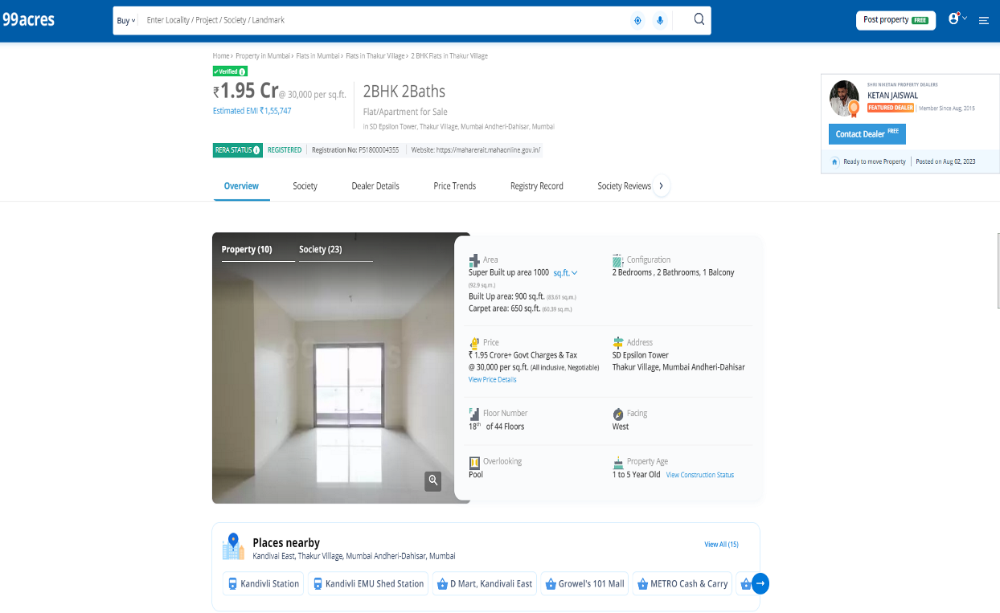 99acres
Buy
Enter Locality / Project / Society / Landmark
Post property FREE
Home › Property in Mumbai › Flats in Mumbai › Flats in Thakur Village › 2 BHK Flats in Thakur Village
✔Verified
₹1.95 Cr @ 30,000 per sq.ft.
Estimated EMI ₹1,55,747
2BHK 2Baths
Flat/Apartment for Sale
in SD Epsilon Tower, Thakur Village, Mumbai Andheri-Dahisar, Mumbai
SHRI NIKETAN PROPERTY DEALERS
KETAN JAISWAL
FEATURED DEALER | Member Since Aug, 2015
Contact Dealer FREE
Ready to move Property | Posted on Aug 02, 2023
RERA STATUS REGISTERED | Registration No: P51800004355 | Website: https://maharerait.mahaonline.gov.in/
Overview Society Dealer Details Price Trends Registry Record Society Reviews
Property (10) Society (23)
99acres
Area
Super Built up area 1000 sq.ft.
(92.9 sq.m.)
Built Up area: 900 sq.ft. (83.61 sq.m.)
Carpet area: 650 sq.ft. (60.39 sq.m.)
Configuration
2 Bedrooms , 2 Bathrooms, 1 Balcony
Price
₹ 1.95 Crore+ Govt Charges & Tax
@ 30,000 per sq.ft. (All inclusive, Negotiable)
View Price Details
Address
SD Epsilon Tower
Thakur Village, Mumbai Andheri-Dahisar
Floor Number
18th of 44 Floors
Facing
West
Overlooking
Pool
Property Age
1 to 5 Year Old View Construction Status
Places nearby
Kandivai East, Thakur Village, Mumbai Andheri-Dahisar, Mumbai
View All (15)
Kandivli Station
Kandivli EMU Shed Station
D Mart, Kandivali East
Growel's 101 Mall
METRO Cash & Carry